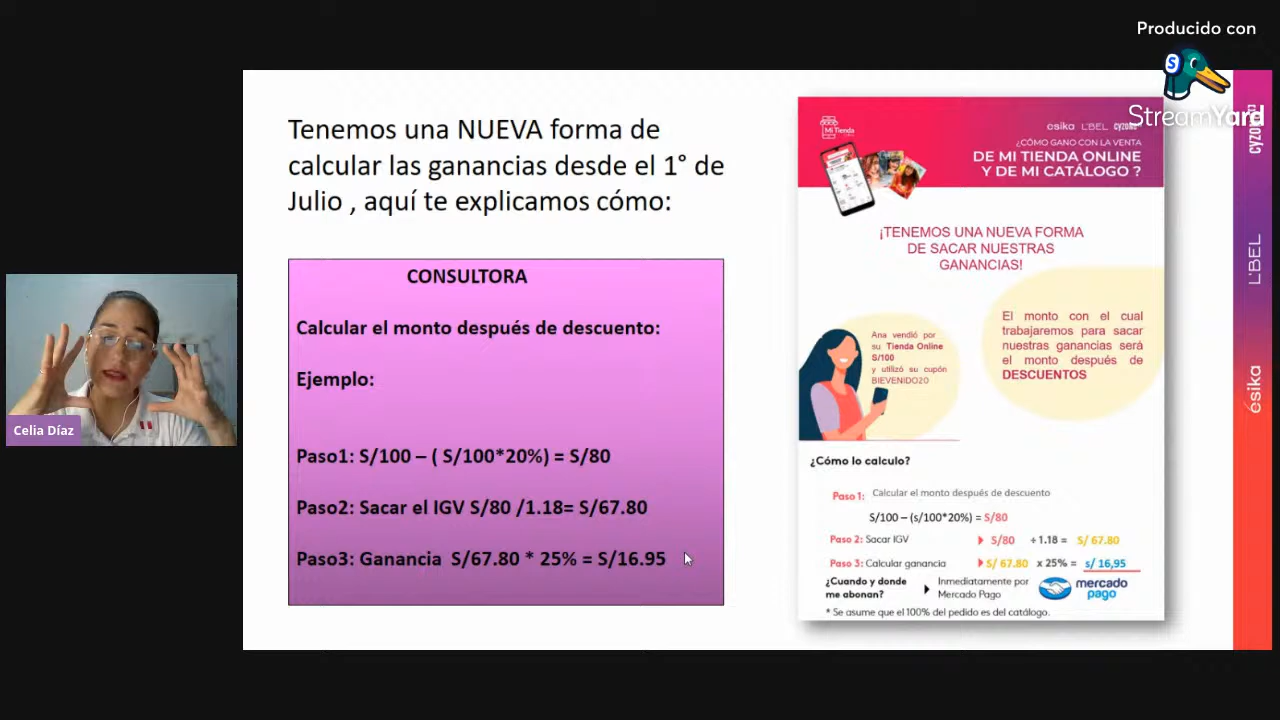 Producido con
StreamYard
Tenemos una NUEVA forma de
calcular las ganancias desde el 1° de
Julio , aquí te explicamos cómo:
CONSULTORA
Calcular el monto después de descuento:
Ejemplo:
Paso1: S/100 – ( S/100*20%) = S/80
Paso2: Sacar el IGV S/80 /1.18= S/67.80
Paso3: Ganancia S/67.80 * 25% = S/16.95
Celia Díaz
Mi Tienda
ésika L'BEL cyzone
¿CÓMO GANO CON LA VENTA
DE MI TIENDA ONLINE
Y DE MI CATÁLOGO ?
¡TENEMOS UNA NUEVA FORMA
DE SACAR NUESTRAS
GANANCIAS!
El monto con el cual
trabajaremos para sacar
nuestras ganancias será
el monto después de
DESCUENTOS
Ana vendió por
su Tienda Online
S/100
y utilizó su cupón
BIEVENIDO20
¿Cómo lo calculo?
Paso 1: Calcular el monto después de descuento
S/100 – (s/100*20%) = S/80
Paso 2: Sacar IGV S/80 ÷1.18 = S/ 67.80
Paso 3: Calcular ganancia S/ 67.80 x 25% = s/ 16,95
¿Cuando y donde
me abonan?
Inmediatamente por
Mercado Pago
mercado
pago
* Se asume que el 100% del pedido es del catálogo.
cyzone
L'BEL
ésika